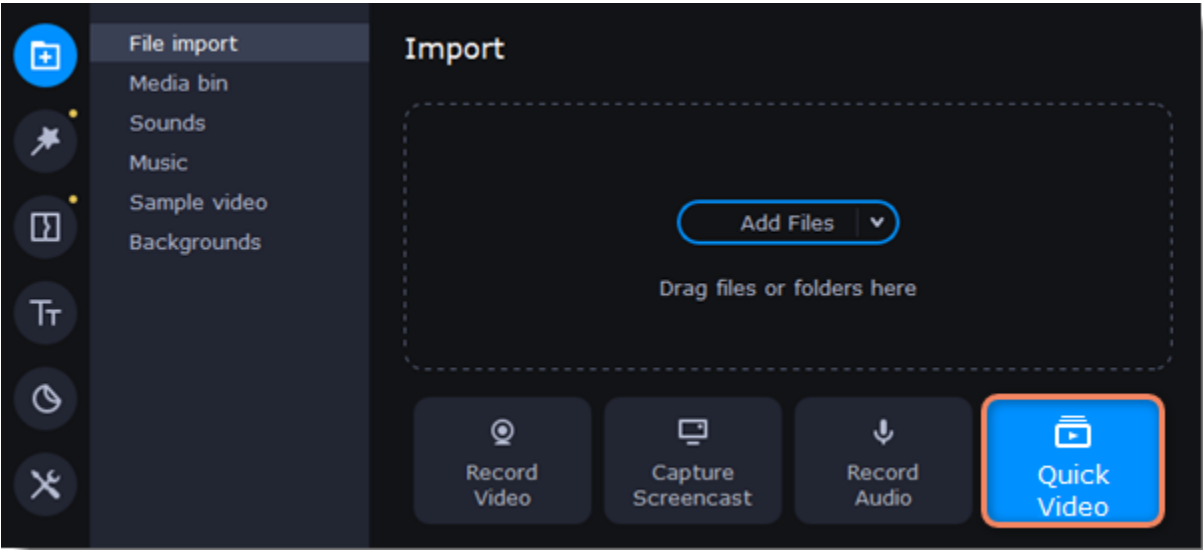 File import
Media bin
Sounds
Music
Sample video
Backgrounds
Import
Add Files
Drag files or folders here
Record
Video
Capture
Screencast
Record
Audio
Quick
Video
TT